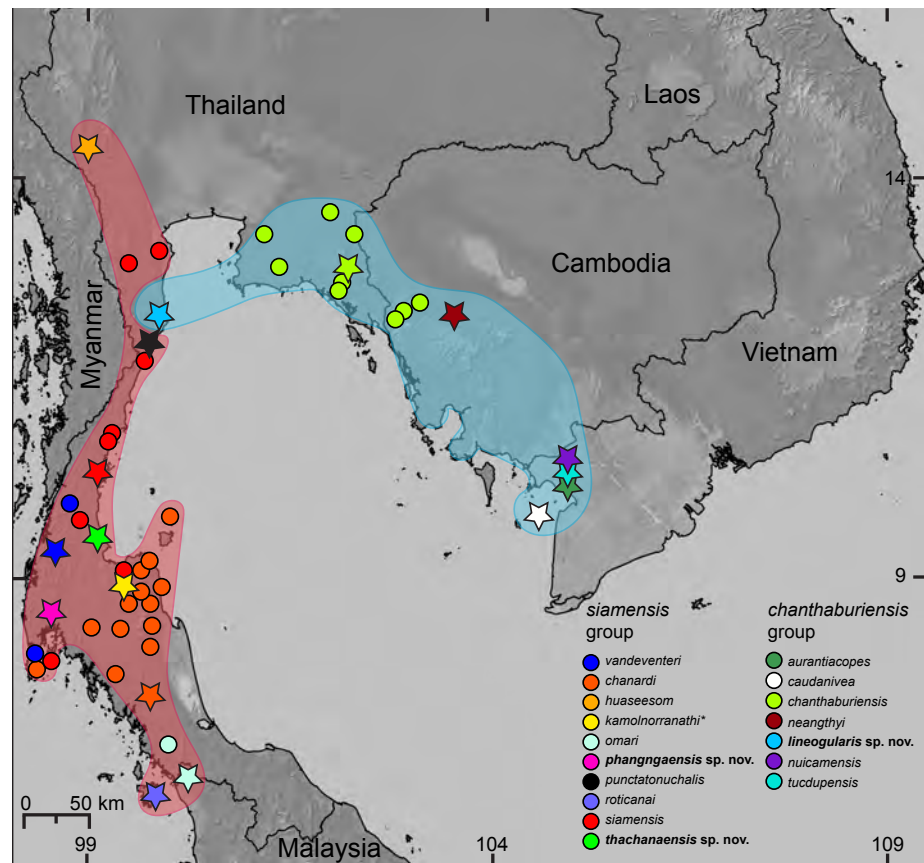 Thailand
Laos
14
Cambodia
Myanmar
Vietnam
9
siamensis
group
vandeventeri
chanardi
huaseesom
kamolnorranathi*
omari
phangngaensis sp. nov.
punctatonuchalis
roticanai
siamensis
thachanaensis sp. nov.
chanthaburiensis
group
aurantiacopes
caudanivea
chanthaburiensis
neangthyi
lineogularis sp. nov.
nuicamensis
tucdupensis
0 50 km
99
Malaysia
104
109